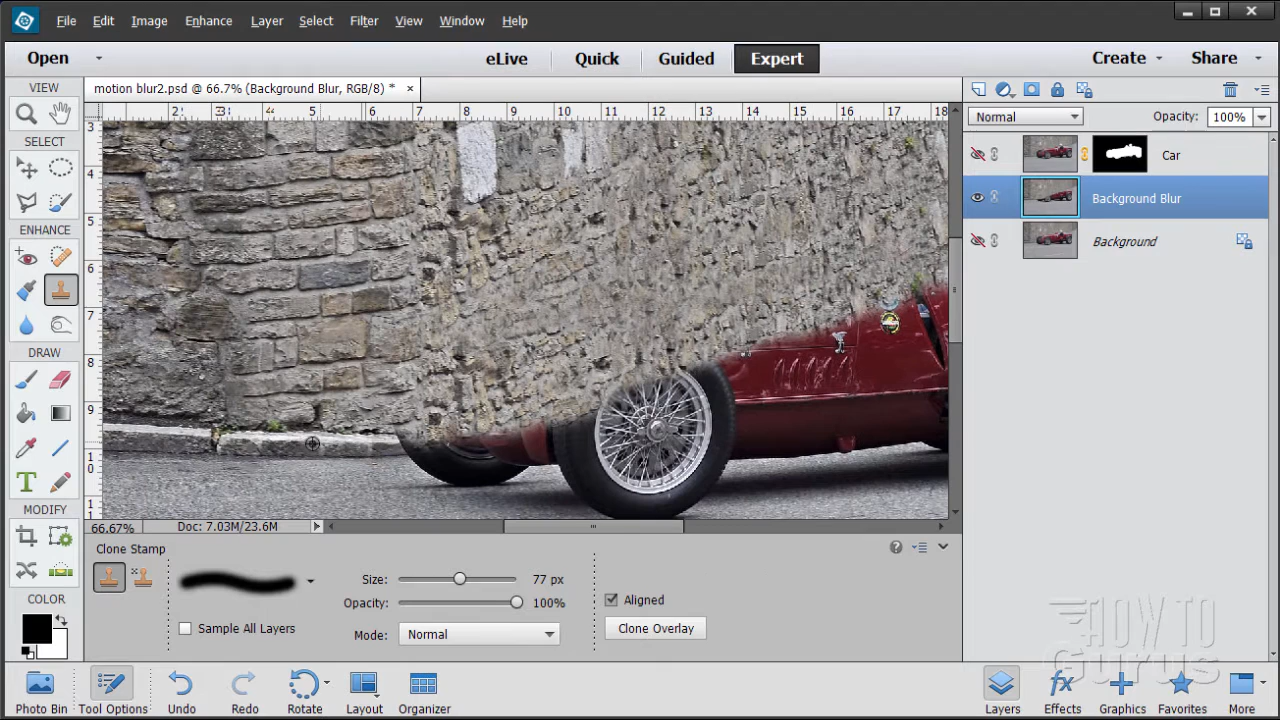 File Edit Image Enhance Layer Select Filter View Window Help
Open eLive Quick Guided Expert Create Share
VIEW
motion blur2.psd @ 66.7% (Background Blur, RGB/8) * ×
Normal Opacity: 100%
SELECT
Car
Background Blur
ENHANCE
Background
DRAW
MODIFY
66.67% Doc: 7.03M/23.6M
Clone Stamp
Size: 77 px
Opacity: 100%
Aligned
COLOR
Sample All Layers
Mode: Normal
Clone Overlay
HOW TO
Gurus
Photo Bin Tool Options Undo Redo Rotate Layout Organizer Layers Effects Graphics Favorites More